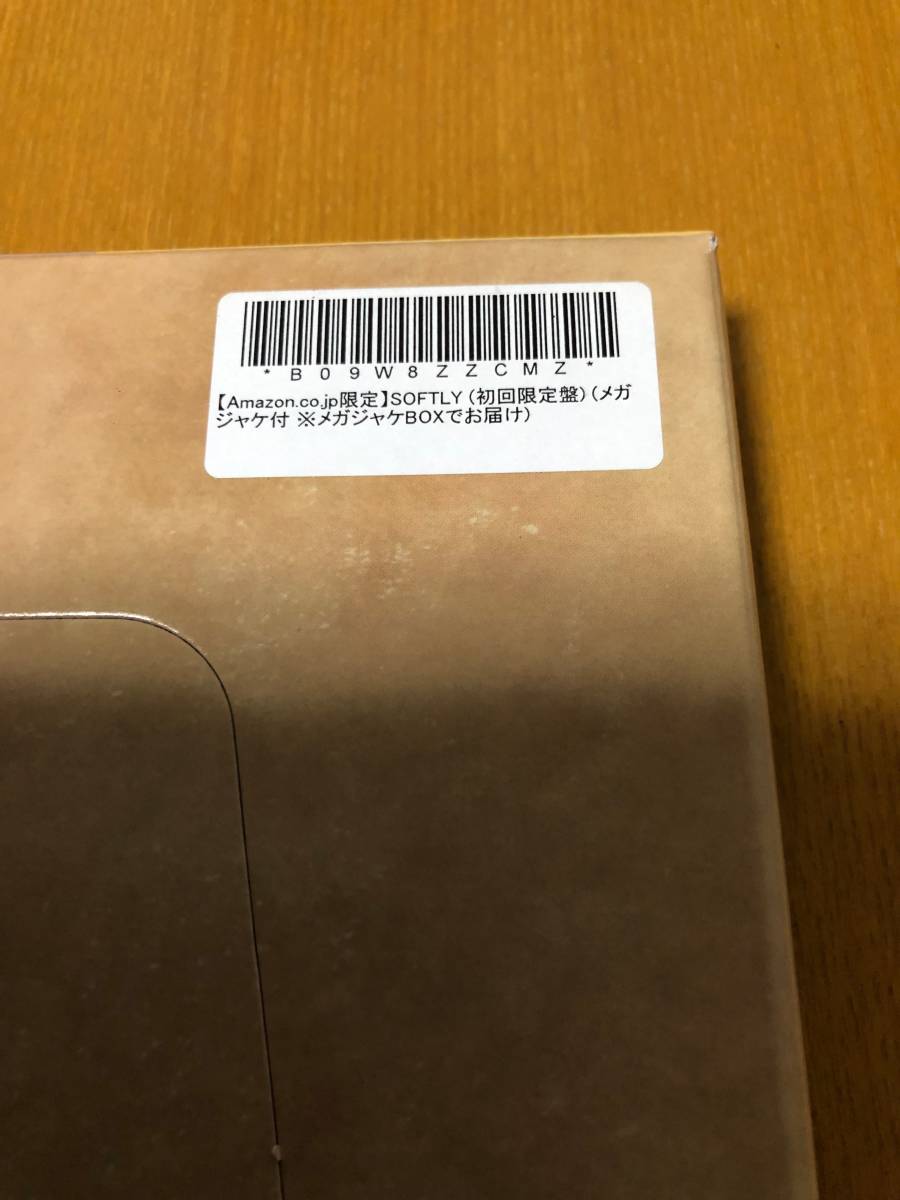 *B09W8ZZCMZ*
【Amazon.co.jp限定】SOFTLY (初回限定盤) (メガ
ジャケ付 ※メガジャケBOXでお届け)